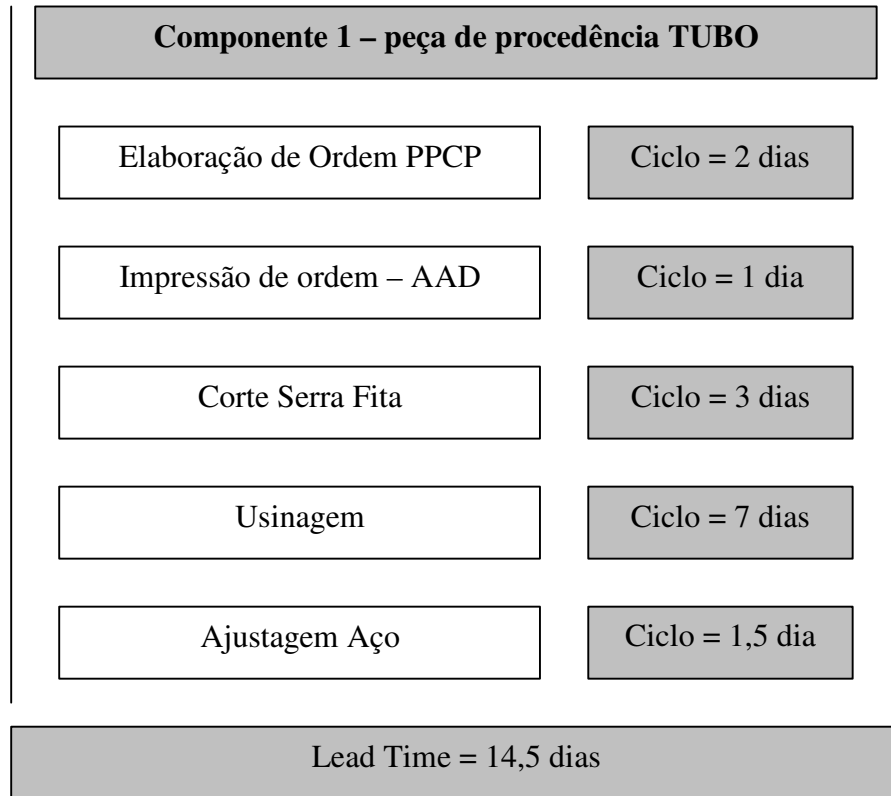 Componente 1 – peça de procedência TUBO
Elaboração de Ordem PPCP
Ciclo = 2 dias
Impressão de ordem – AAD
Ciclo = 1 dia
Corte Serra Fita
Ciclo = 3 dias
Usinagem
Ciclo = 7 dias
Ajustagem Aço
Ciclo = 1,5 dia
Lead Time = 14,5 dias